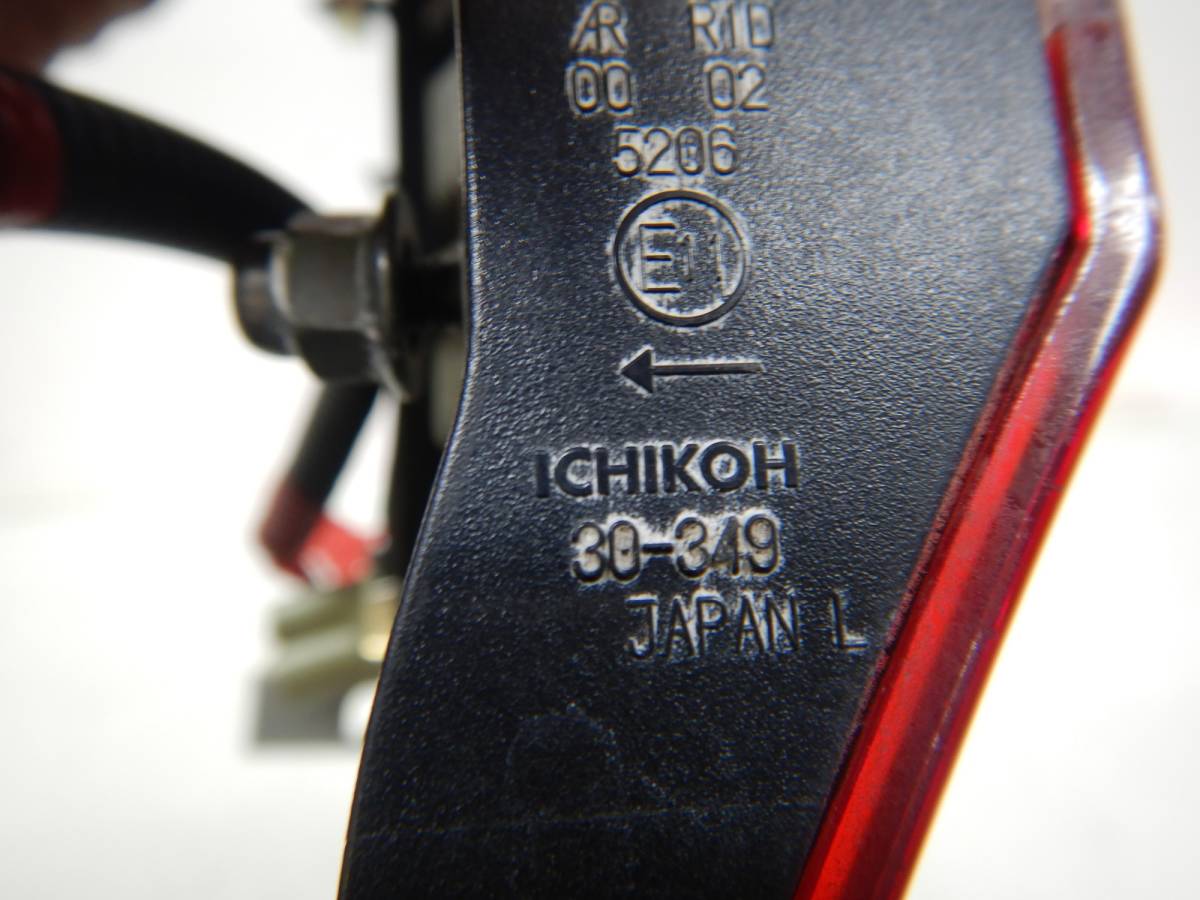 AR R1D
00 02
5206
E11
ICHIKOH
30-349
JAPAN L